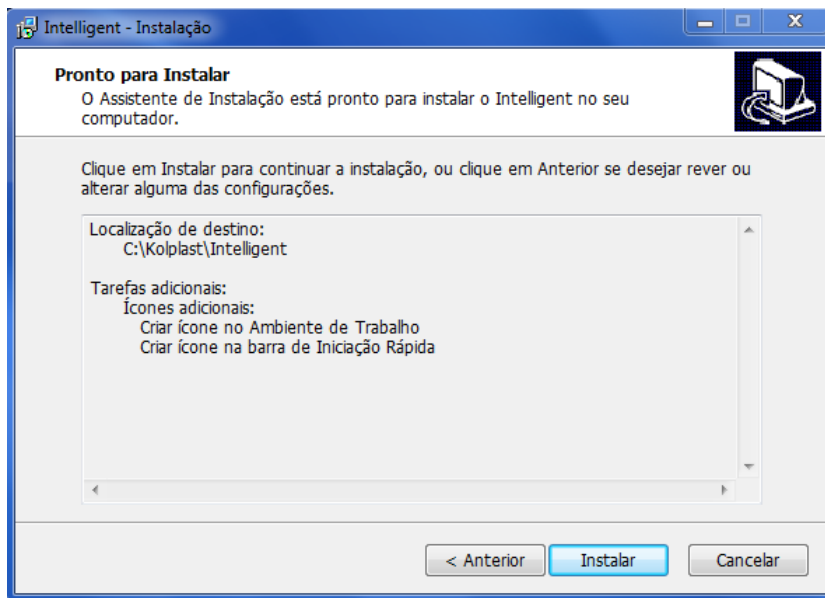 Intelligent - Instalação
Pronto para Instalar
O Assistente de Instalação está pronto para instalar o Intelligent no seu
computador.
Clique em Instalar para continuar a instalação, ou clique em Anterior se desejar rever ou
alterar alguma das configurações.
Localização de destino:
C:\Kolplast\Intelligent
Tarefas adicionais:
Ícones adicionais:
Criar ícone no Ambiente de Trabalho
Criar ícone na barra de Iniciação Rápida
< Anterior
Instalar
Cancelar